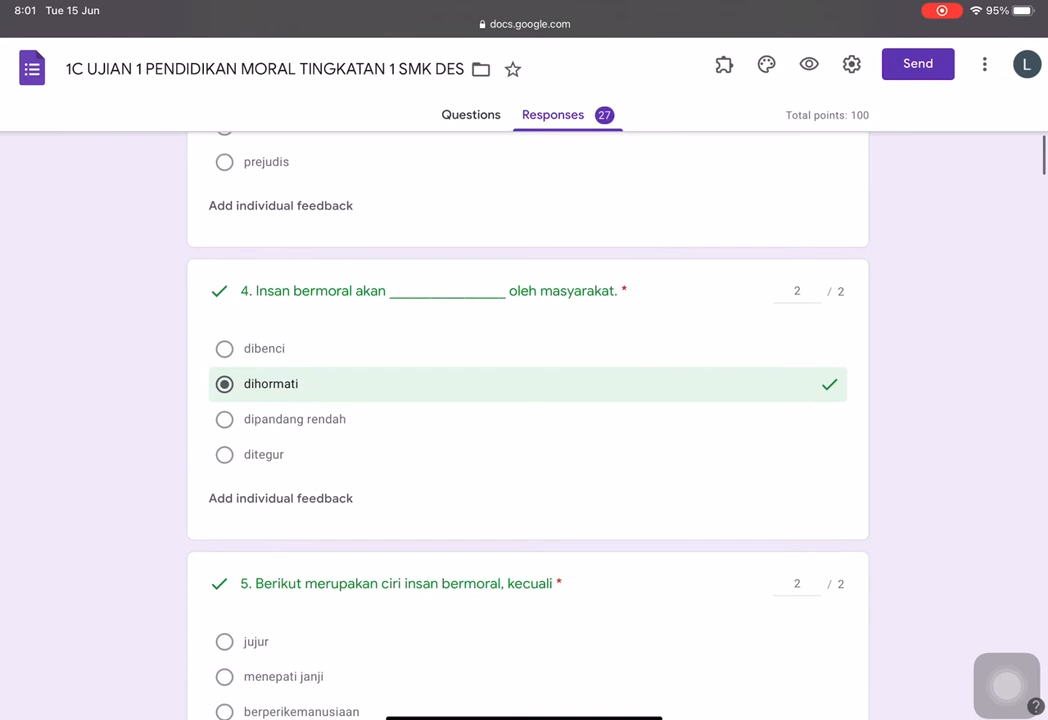 8:01 Tue 15 Jun
95%
docs.google.com
1C UJIAN 1 PENDIDIKAN MORAL TINGKATAN 1 SMK DES
Send
L
Questions
Responses 27
Total points: 100
prejudis
Add individual feedback
4. Insan bermoral akan ________________ oleh masyarakat. *
2 / 2
dibenci
dihormati
dipandang rendah
ditegur
Add individual feedback
5. Berikut merupakan ciri insan bermoral, kecuali *
2 / 2
jujur
menepati janji
berperikemanusiaan
?